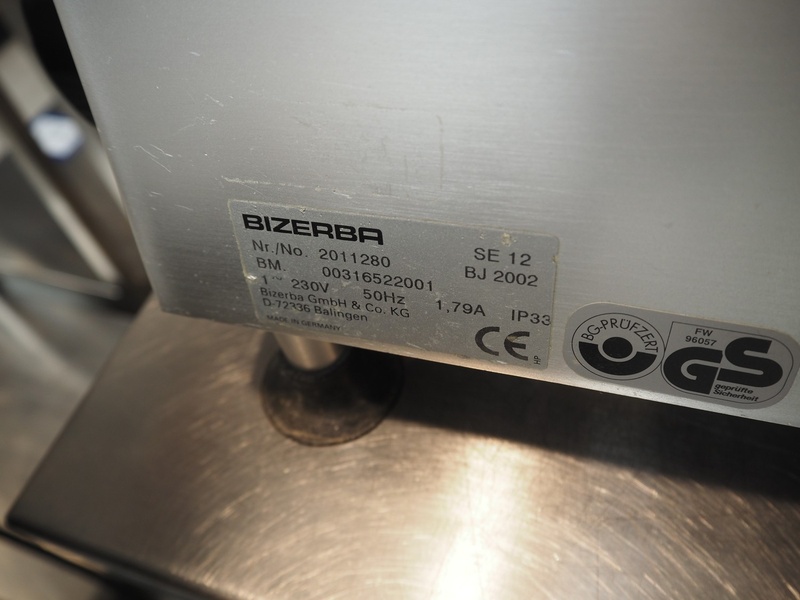 BIZERBA
Nr./No. 2011280 SE 12
BM. 00316522001 BJ 2002
1~ 230V 50Hz 1,79A IP33
Bizerba GmbH & Co. KG
D-72336 Balingen
MADE IN GERMANY
CE
HP
BG-PRÜFZERT
FW
96057
GS
geprüfte
Sicherheit